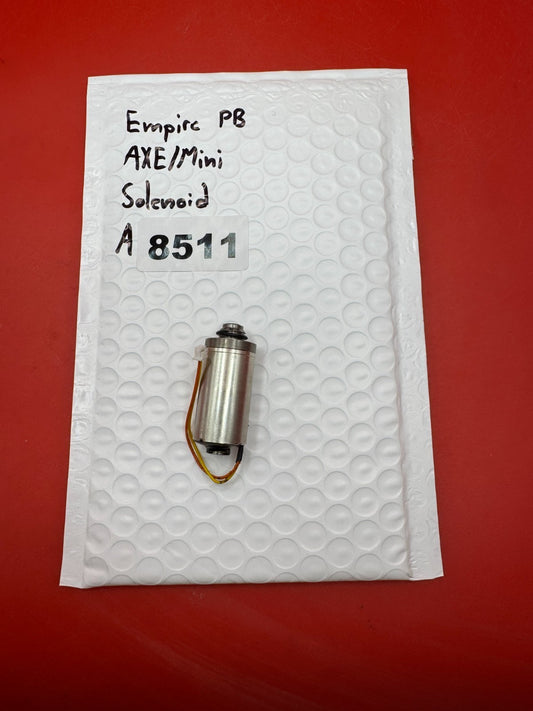 Empire PB
AXE/Mini
Solenoid
A 8511